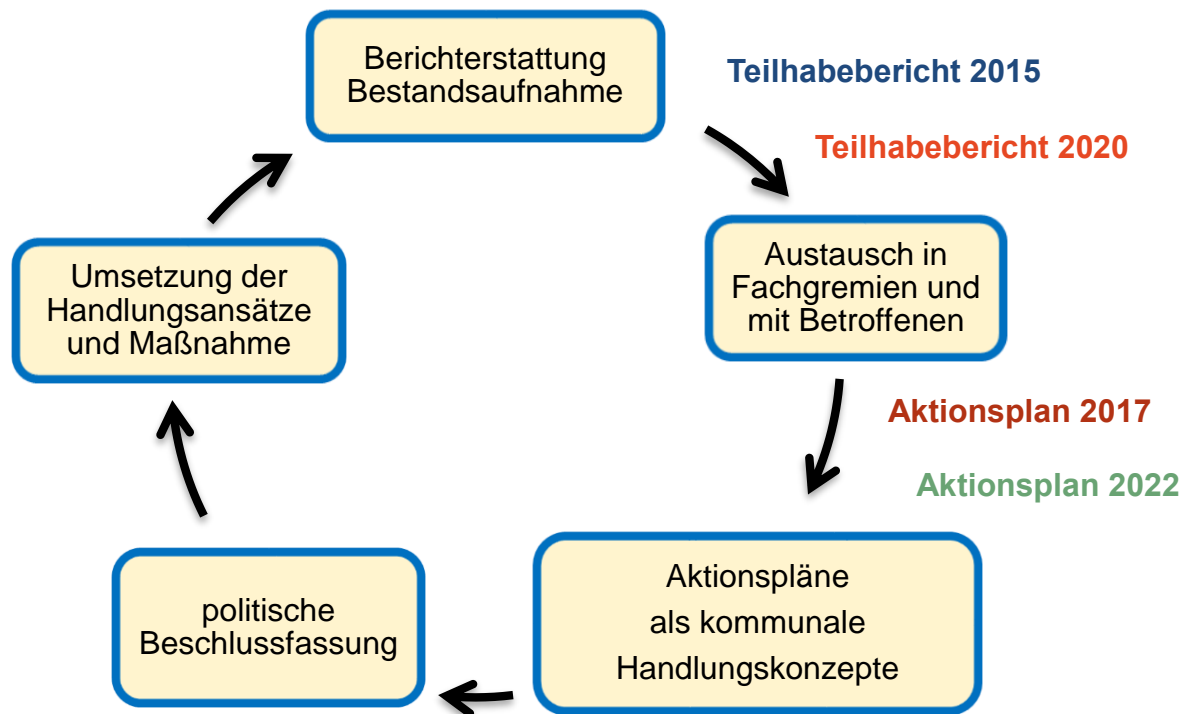 Berichterstattung
Bestandsaufnahme
Teilhabebericht 2015
Teilhabebericht 2020
Austausch in
Fachgremien und
mit Betroffenen
Aktionsplan 2017
Aktionsplan 2022
Aktionspläne
als kommunale
Handlungskonzepte
politische
Beschlussfassung
Umsetzung der
Handlungsansätze
und Maßnahme